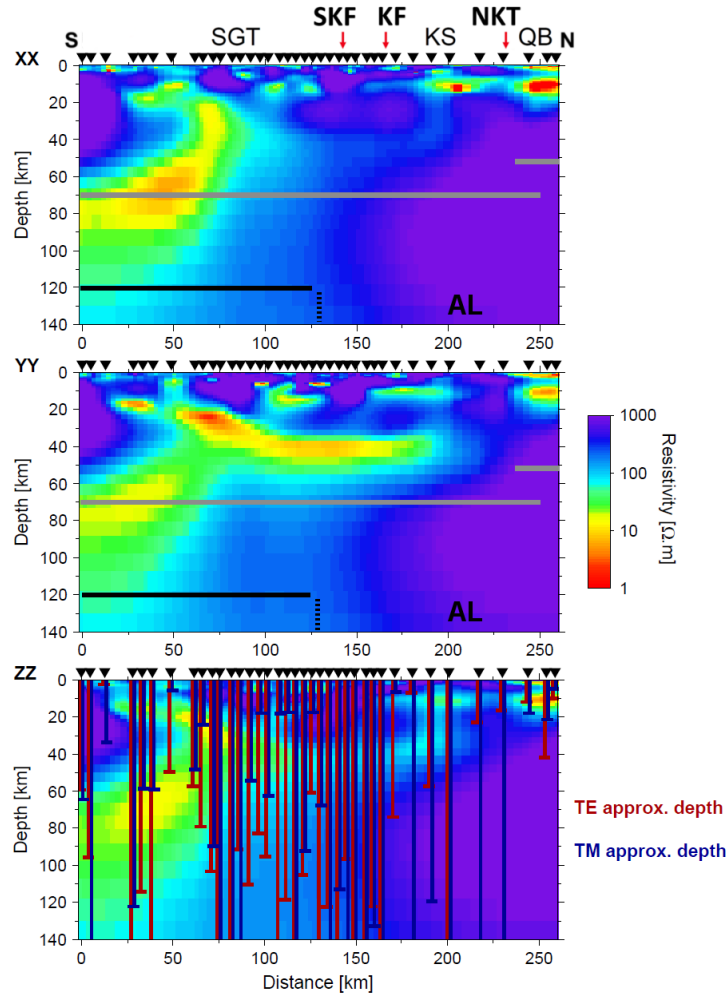 SKF KF NKT
S SGT KS QB N
XX
0
20
40
60
80
100
120
140
Depth [km]
AL
0 50 100 150 200 250
YY
0
20
40
60
80
100
120
140
Depth [km]
AL
1000
100
10
1
Resistivity [Ω.m]
0 50 100 150 200 250
ZZ
0
20
40
60
80
100
120
140
Depth [km]
TE approx. depth
TM approx. depth
0 50 100 150 200 250
Distance [km]